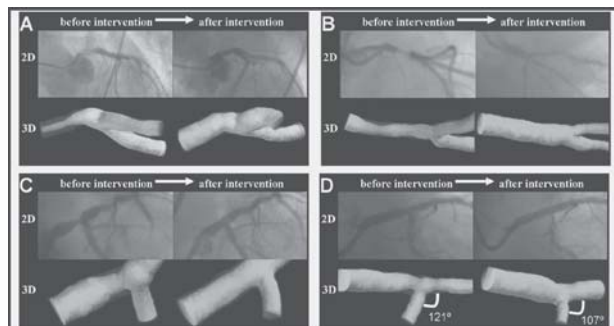 A before intervention after intervention
2D
3D
B before intervention after intervention
2D
3D
C before intervention after intervention
2D
3D
D before intervention after intervention
2D
3D
121°
107°